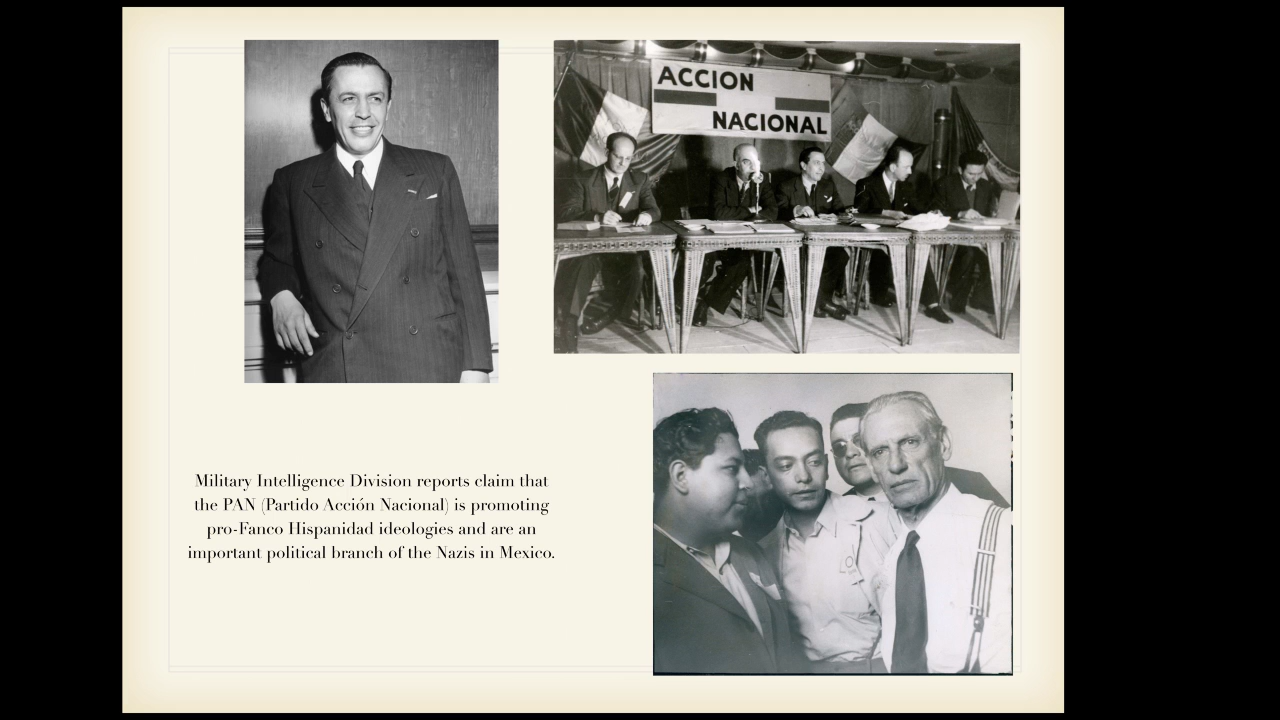 ACCION
NACIONAL
Military Intelligence Division reports claim that
the PAN (Partido Acción Nacional) is promoting
pro-Fanco Hispanidad ideologies and are an
important political branch of the Nazis in Mexico.